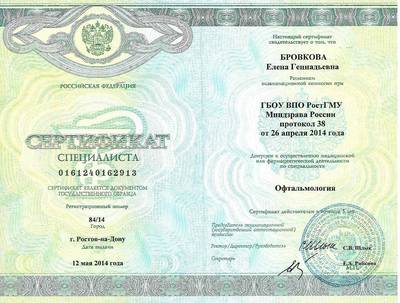 РОССИЙСКАЯ ФЕДЕРАЦИЯ
СЕРТИФИКАТ
СПЕЦИАЛИСТА
0161240162913
СЕРТИФИКАТ ЯВЛЯЕТСЯ ДОКУМЕНТОМ
ГОСУДАРСТВЕННОГО ОБРАЗЦА
Регистрационный номер
84/14
Город
г. Ростов-на-Дону
Дата выдачи
12 мая 2014 года
Настоящий сертификат
свидетельствует о том, что
БРОВКОВА
Елена Геннадьевна
Решением
экзаменационной комиссии при
ГБОУ ВПО РостГМУ
Минздрава России
протокол 38
от 26 апреля 2014 года
Допущен к осуществлению медицинской
или фармацевтической деятельности
по специальности
Офтальмология
Сертификат действителен в течение 5 лет
Председатель экзаменационной
(государственной аттестационной)
комиссии
Ректор/Директор/Руководитель
С.В. Шлык
Секретарь